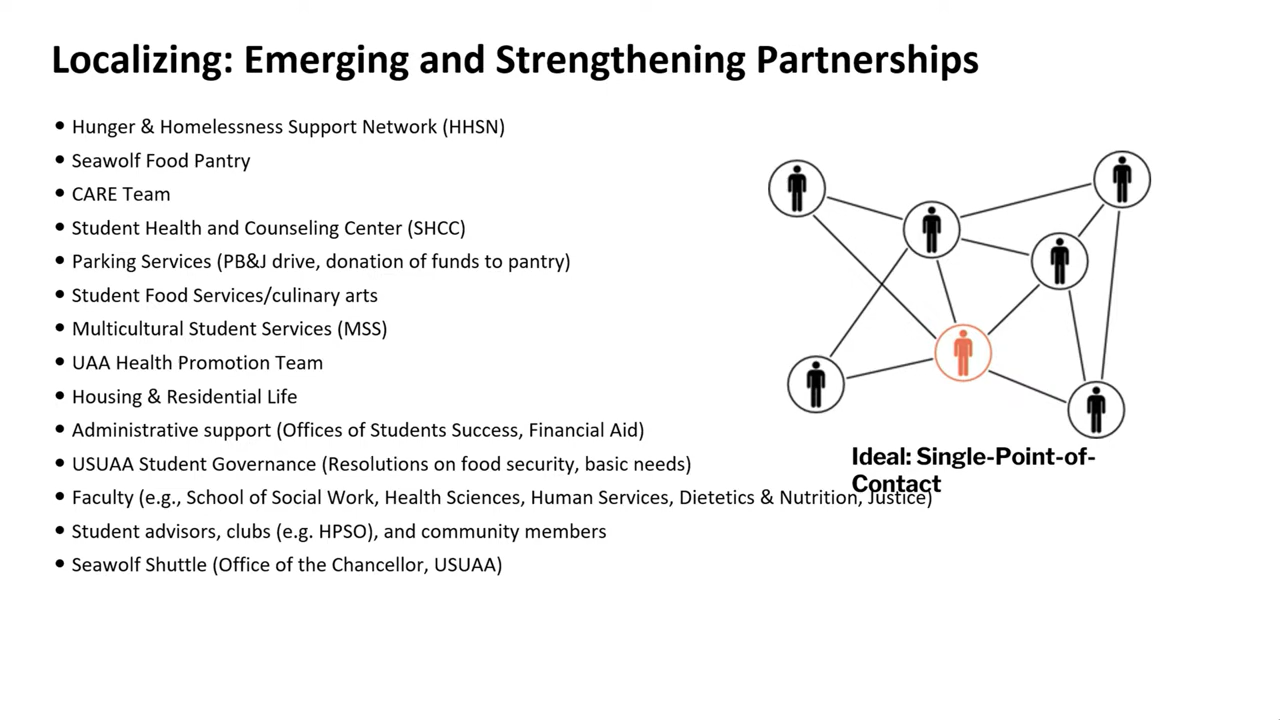 Localizing: Emerging and Strengthening Partnerships
• Hunger & Homelessness Support Network (HHSN)
• Seawolf Food Pantry
• CARE Team
• Student Health and Counseling Center (SHCC)
• Parking Services (PB&J drive, donation of funds to pantry)
• Student Food Services/culinary arts
• Multicultural Student Services (MSS)
• UAA Health Promotion Team
• Housing & Residential Life
• Administrative support (Offices of Students Success, Financial Aid)
• USUAA Student Governance (Resolutions on food security, basic needs)
• Faculty (e.g., School of Social Work, Health Sciences, Human Services, Dietetics & Nutrition, Justice)
• Student advisors, clubs (e.g. HPSO), and community members
• Seawolf Shuttle (Office of the Chancellor, USUAA)
Ideal: Single-Point-of-
Contact